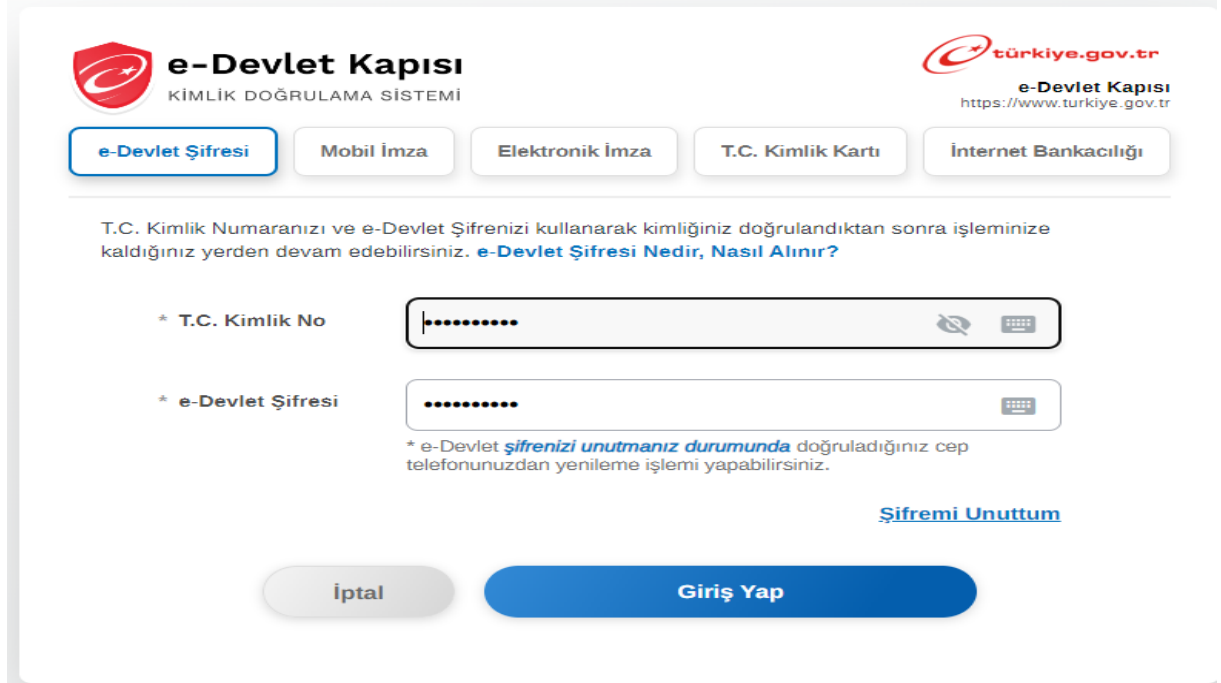 e-Devlet Kapısı
KİMLİK DOĞRULAMA SİSTEMİ
türkiye.gov.tr
e-Devlet Kapısı
https://www.turkiye.gov.tr
e-Devlet Şifresi
Mobil İmza
Elektronik İmza
T.C. Kimlik Kartı
İnternet Bankacılığı
T.C. Kimlik Numaranızı ve e-Devlet Şifrenizi kullanarak kimliğiniz doğrulandıktan sonra işleminize
kaldığınız yerden devam edebilirsiniz. e-Devlet Şifresi Nedir, Nasıl Alınır?
* T.C. Kimlik No
••••••••••
* e-Devlet Şifresi
••••••••••
* e-Devlet şifrenizi unutmanız durumunda doğruladığınız cep
telefonunuzdan yenileme işlemi yapabilirsiniz.
Şifremi Unuttum
İptal
Giriş Yap